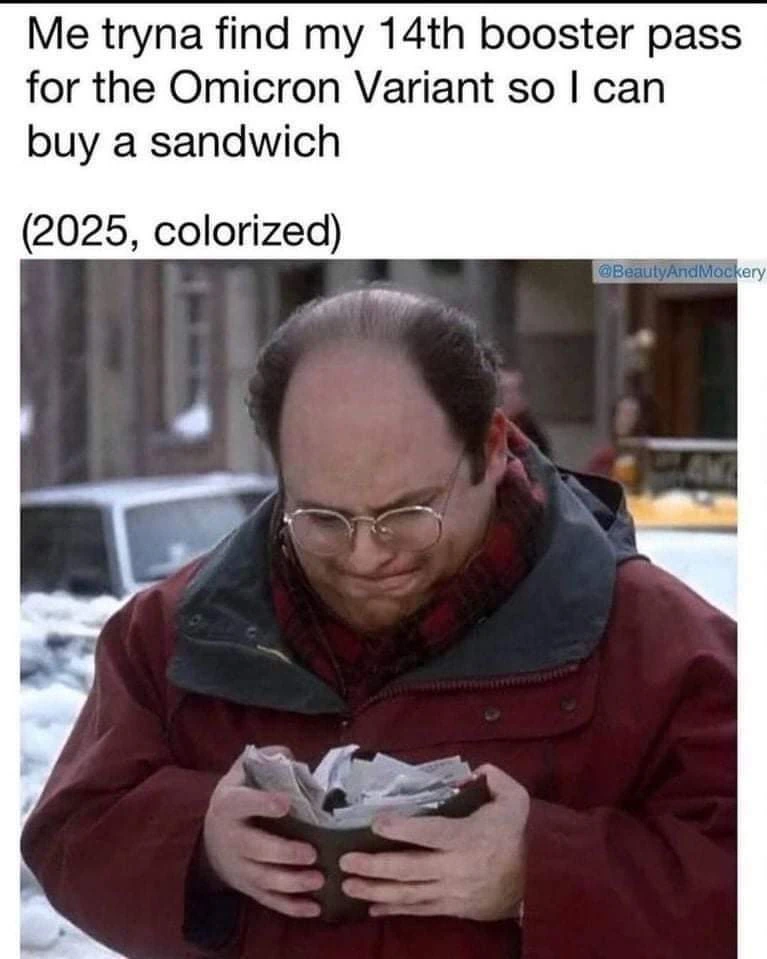 Me tryna find my 14th booster pass
for the Omicron Variant so I can
buy a sandwich
(2025, colorized)
@BeautyAndMockery